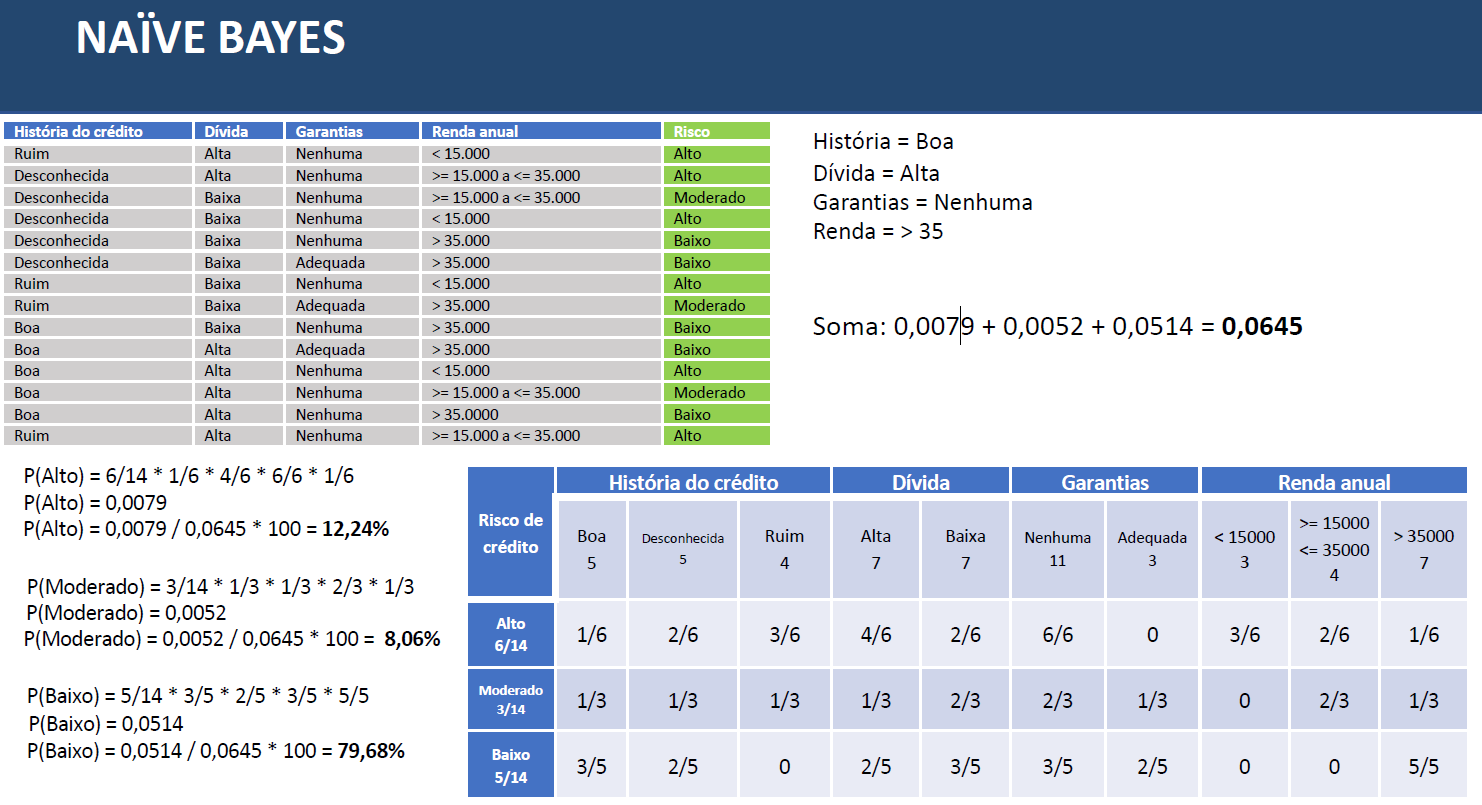 NAÏVE BAYES
História do crédito Dívida Garantias Renda anual Risco
Ruim Alta Nenhuma < 15.000 Alto
Desconhecida Alta Nenhuma >= 15.000 a <= 35.000 Alto
Desconhecida Baixa Nenhuma >= 15.000 a <= 35.000 Moderado
Desconhecida Baixa Nenhuma < 15.000 Alto
Desconhecida Baixa Nenhuma > 35.000 Baixo
Desconhecida Baixa Adequada > 35.000 Baixo
Ruim Baixa Nenhuma < 15.000 Alto
Ruim Baixa Adequada > 35.000 Moderado
Boa Baixa Nenhuma > 35.000 Baixo
Boa Alta Adequada > 35.000 Baixo
Boa Alta Nenhuma < 15.000 Alto
Boa Alta Nenhuma >= 15.000 a <= 35.000 Moderado
Boa Alta Nenhuma > 35.0000 Baixo
Ruim Alta Nenhuma >= 15.000 a <= 35.000 Alto
História = Boa
Dívida = Alta
Garantias = Nenhuma
Renda = > 35
Soma: 0,0079 + 0,0052 + 0,0514 = 0,0645
P(Alto) = 6/14 * 1/6 * 4/6 * 6/6 * 1/6
P(Alto) = 0,0079
P(Alto) = 0,0079 / 0,0645 * 100 = 12,24%
P(Moderado) = 3/14 * 1/3 * 1/3 * 2/3 * 1/3
P(Moderado) = 0,0052
P(Moderado) = 0,0052 / 0,0645 * 100 = 8,06%
P(Baixo) = 5/14 * 3/5 * 2/5 * 3/5 * 5/5
P(Baixo) = 0,0514
P(Baixo) = 0,0514 / 0,0645 * 100 = 79,68%
Risco de
crédito
História do crédito Dívida Garantias Renda anual
Boa Desconhecida Ruim Alta Baixa Nenhuma Adequada < 15000 >= 15000 > 35000
<= 35000
5 5 4 7 7 11 3 3 4 7
Alto
6/14
1/6 2/6 3/6 4/6 2/6 6/6 0 3/6 2/6 1/6
Moderado
3/14
1/3 1/3 1/3 1/3 2/3 2/3 1/3 0 2/3 1/3
Baixo
5/14
3/5 2/5 0 2/5 3/5 3/5 2/5 0 0 5/5